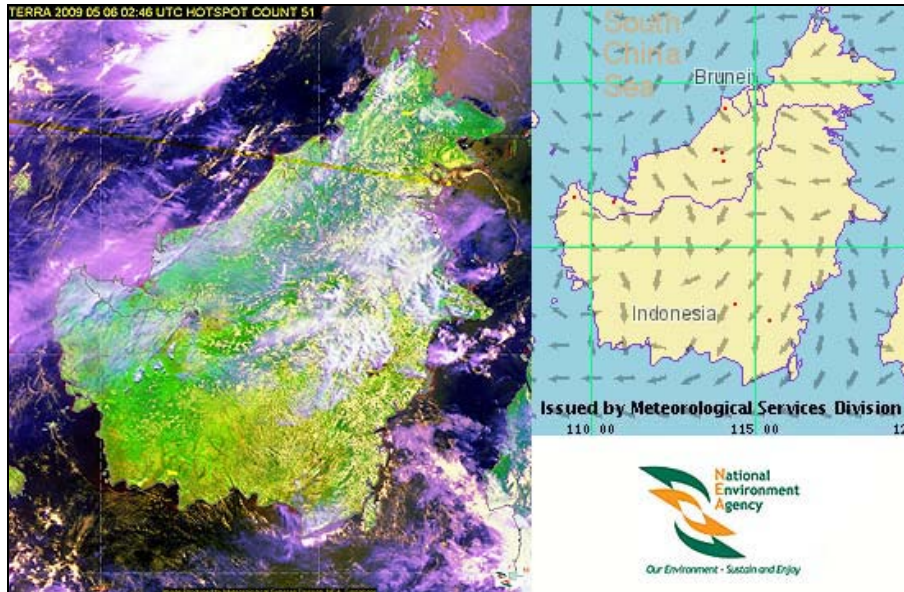 TERRA 2009 05 06 02:46 UTC HOTSPOT COUNT 51
South
China
Sea
Brunei
Indonesia
Issued by Meteorological Services Division
110 00
115 00
12
National
Environment
Agency
Our Environment - Sustain and Enjoy